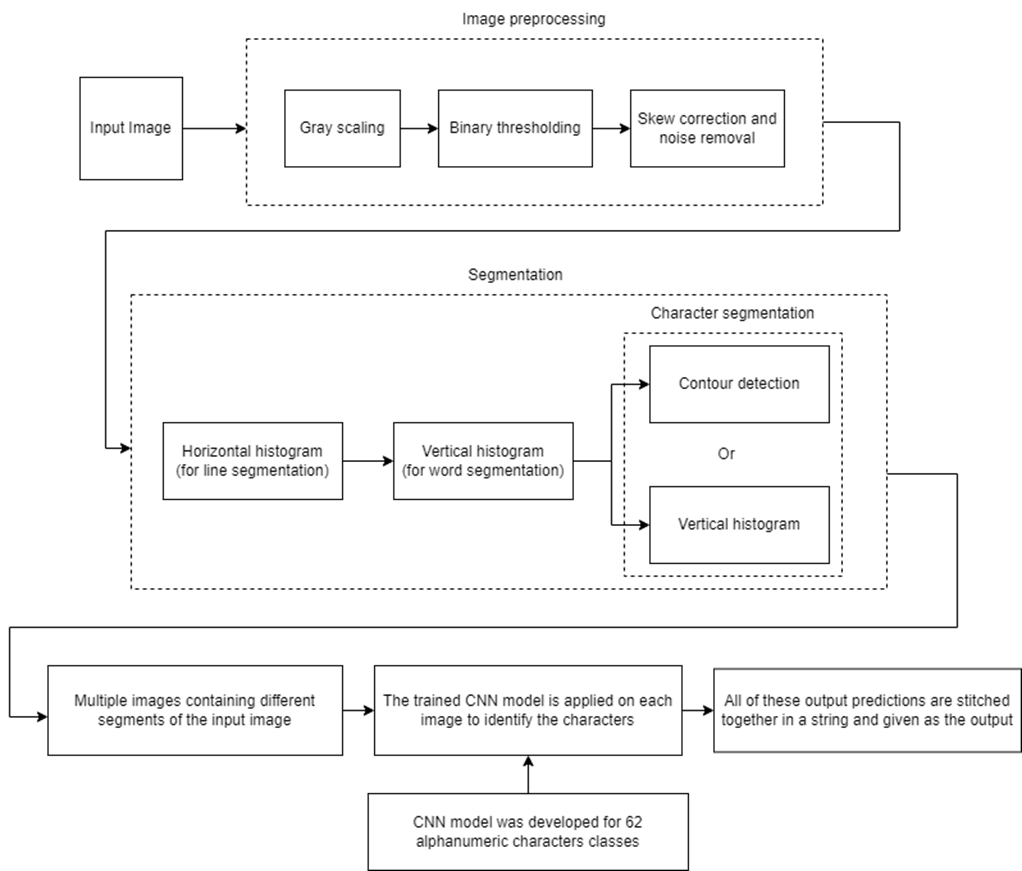 Image preprocessing
Input Image
Gray scaling
Binary thresholding
Skew correction and
noise removal
Segmentation
Character segmentation
Contour detection
Horizontal histogram
(for line segmentation)
Vertical histogram
(for word segmentation)
Or
Vertical histogram
Multiple images containing different
segments of the input image
The trained CNN model is applied on each
image to identify the characters
All of these output predictions are stitched
together in a string and given as the output
CNN model was developed for 62
alphanumeric characters classes